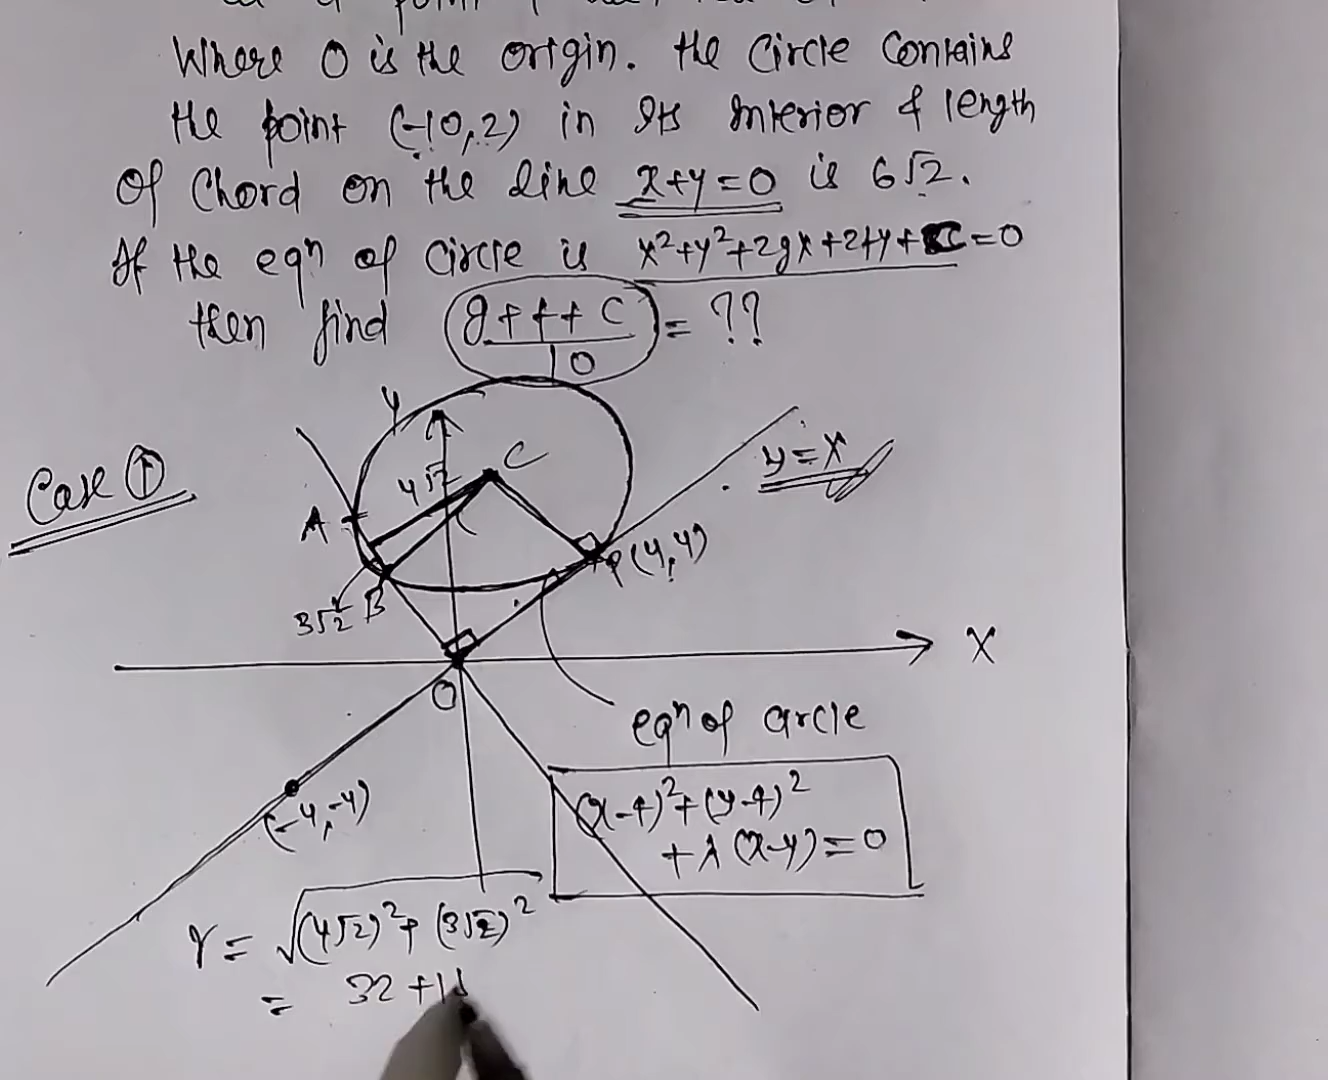 point
Where O is the origin. the Circle Contains
the point (-10,2) in Its Interior & length
Of Chord on the line x+y=0 is 6√2.
If the eqⁿ of Circle is x²+y²+2gx+2fy+C=0
then find (g+f+C)/10 = ??
Case ①
Y
y=x
C
4√2
A
P(4,4)
3√2
B
X
O
eqⁿ of circle
(x-4)²+(y-4)²
+λ(x-y)=0
(-4,-4)
r = √(4√2)²+(3√2)²
= 32+18